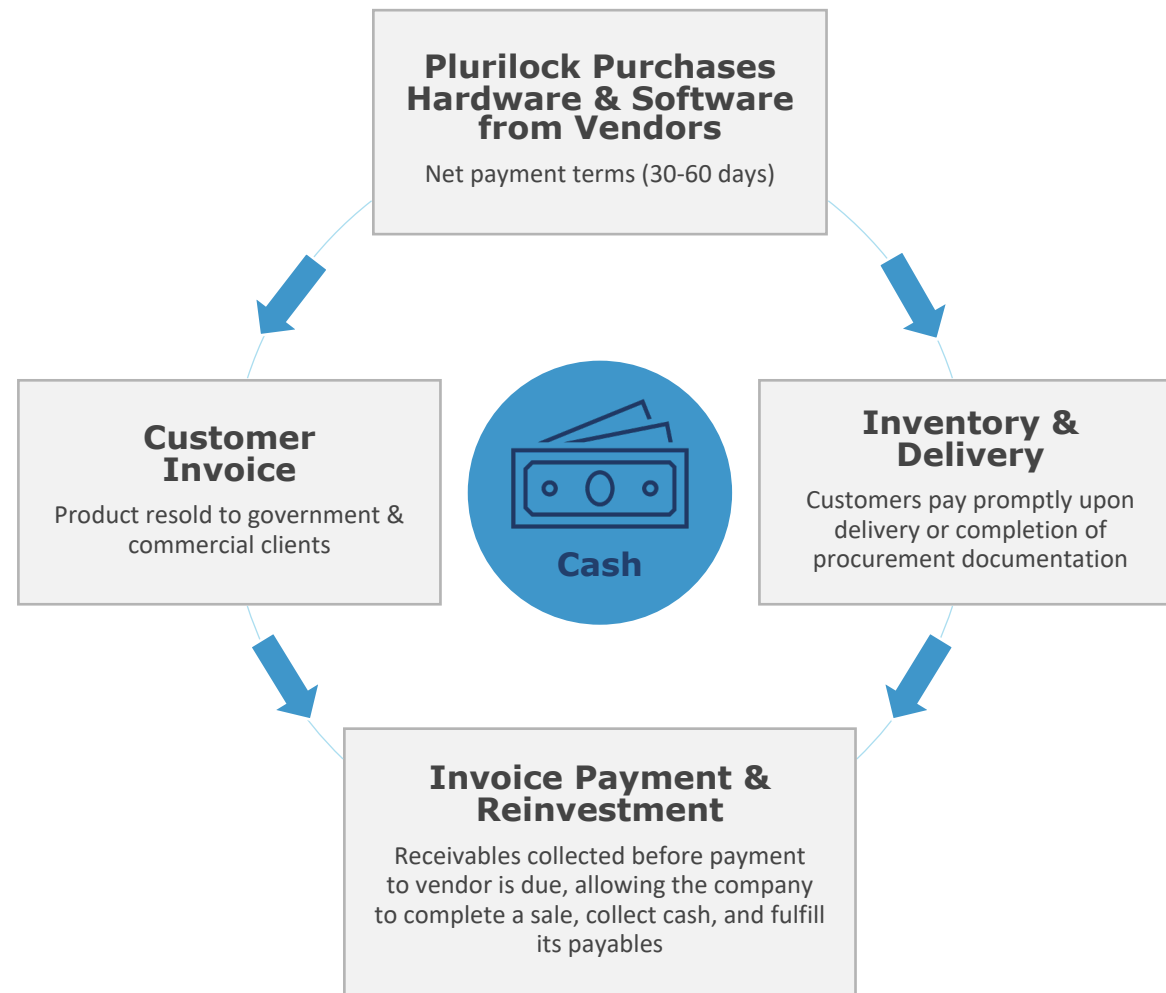 Plurilock Purchases
Hardware & Software
from Vendors
Net payment terms (30-60 days)
Customer
Invoice
Product resold to government &
commercial clients
Cash
Inventory &
Delivery
Customers pay promptly upon
delivery or completion of
procurement documentation
Invoice Payment &
Reinvestment
Receivables collected before payment
to vendor is due, allowing the company
to complete a sale, collect cash, and fulfill
its payables